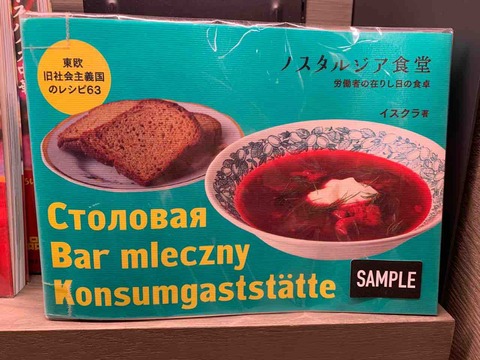 東欧
旧社会主義国
のレシピ63
ノスタルジア食堂
労働者の在りし日の食卓
イスクラ 著
Столовая
Bar mleczny
Konsumgaststätte
SAMPLE